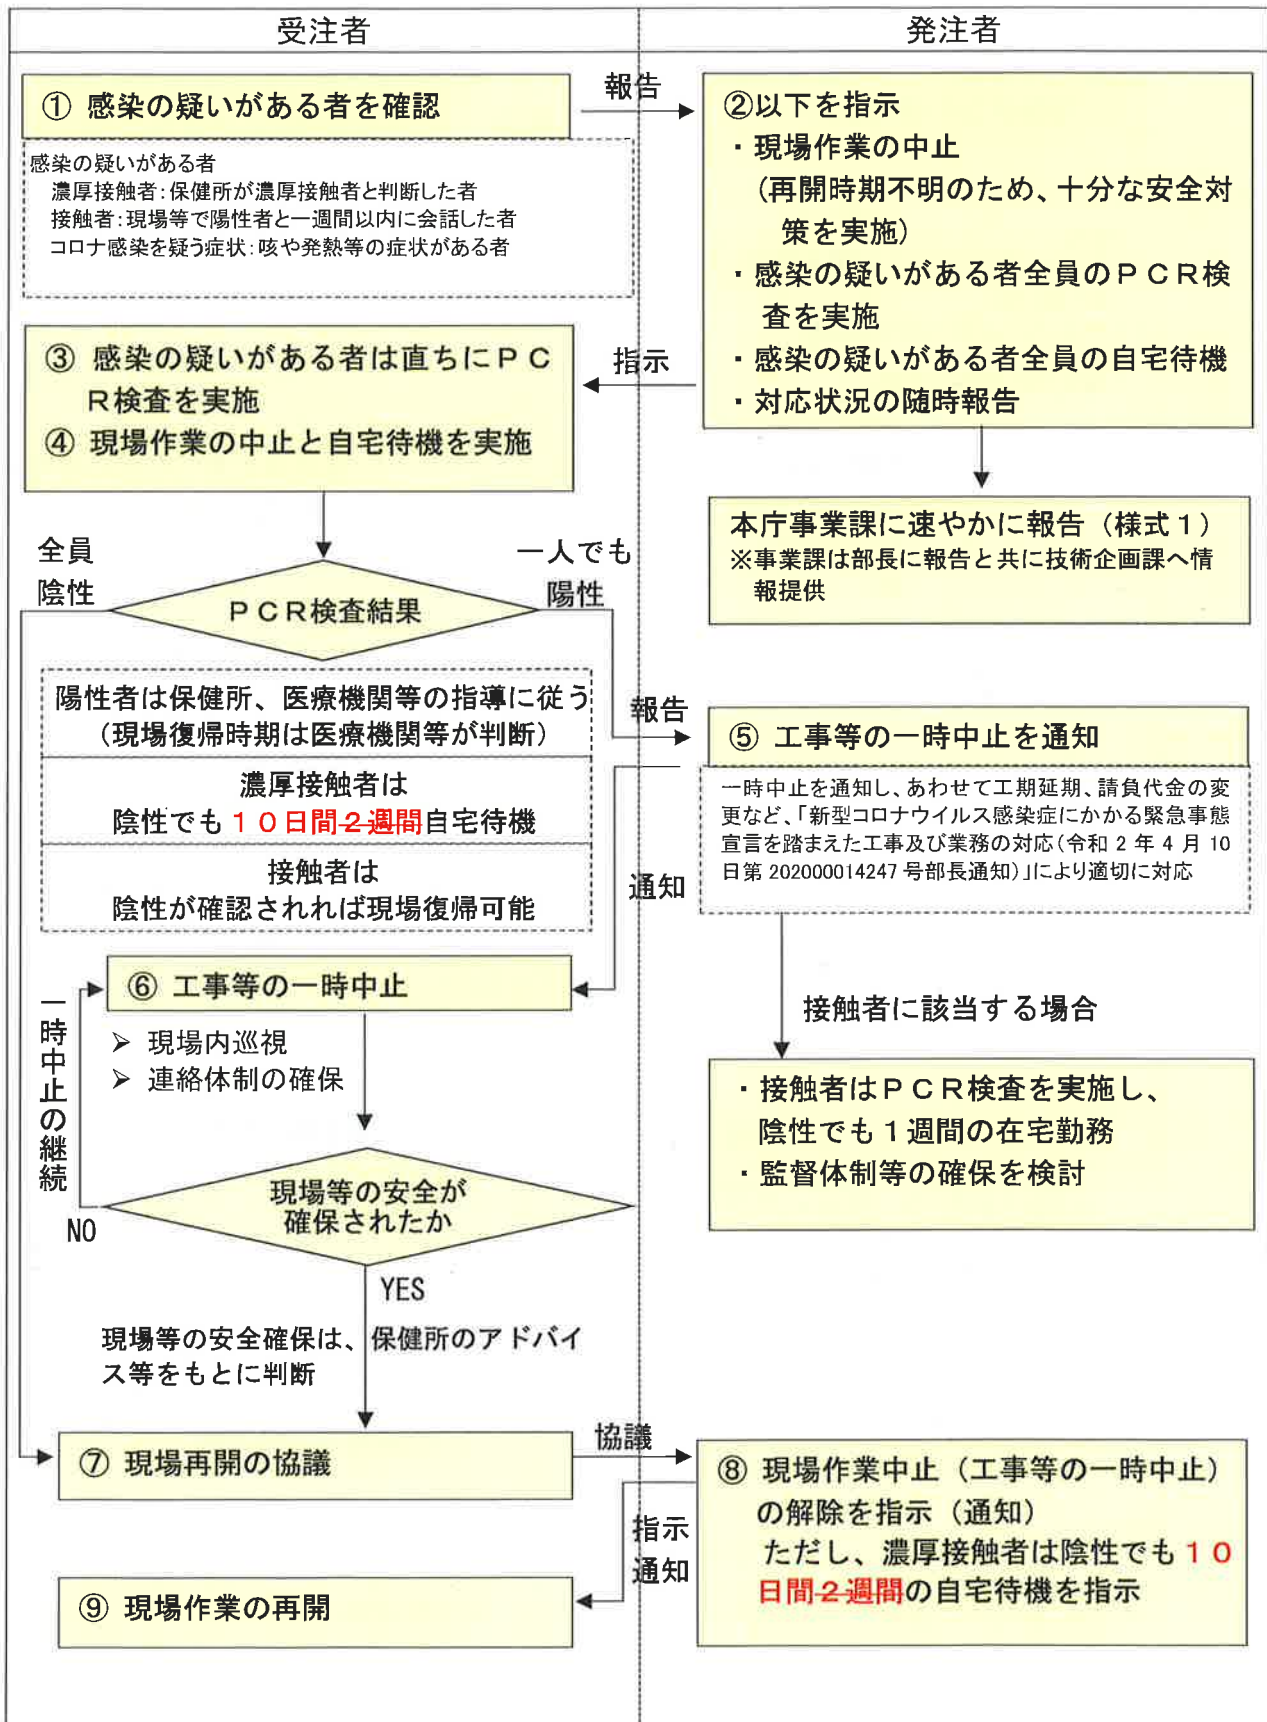 受注者
発注者
① 感染の疑いがある者を確認
報告
感染の疑いがある者
濃厚接触者：保健所が濃厚接触者と判断した者
接触者：現場等で陽性者と一週間以内に会話した者
コロナ感染を疑う症状：咳や発熱等の症状がある者
②以下を指示
・現場作業の中止
（再開時期不明のため、十分な安全対
策を実施）
・感染の疑いがある者全員のＰＣＲ検
査を実施
・感染の疑いがある者全員の自宅待機
・対応状況の随時報告
指示
③ 感染の疑いがある者は直ちにＰＣ
Ｒ検査を実施
④ 現場作業の中止と自宅待機を実施
本庁事業課に速やかに報告（様式１）
※事業課は部長に報告と共に技術企画課へ情
報提供
全員
陰性
一人でも
陽性
ＰＣＲ検査結果
陽性者は保健所、医療機関等の指導に従う
（現場復帰時期は医療機関等が判断）
濃厚接触者は
陰性でも１０日間２週間自宅待機
接触者は
陰性が確認されれば現場復帰可能
報告
⑤ 工事等の一時中止を通知
一時中止を通知し、あわせて工期延期、請負代金の変
更など、「新型コロナウイルス感染症にかかる緊急事態
宣言を踏まえた工事及び業務の対応（令和 2 年 4 月 10
日第 202000014247 号部長通知）」により適切に対応
通知
⑥ 工事等の一時中止
➢ 現場内巡視
➢ 連絡体制の確保
一時中止の継続
接触者に該当する場合
・接触者はＰＣＲ検査を実施し、
陰性でも１週間の在宅勤務
・監督体制等の確保を検討
現場等の安全が
確保されたか
NO
YES
現場等の安全確保は、保健所のアドバイ
ス等をもとに判断
⑦ 現場再開の協議
協議
⑧ 現場作業中止（工事等の一時中止）
の解除を指示（通知）
ただし、濃厚接触者は陰性でも１０
日間２週間の自宅待機を指示
指示
通知
⑨ 現場作業の再開